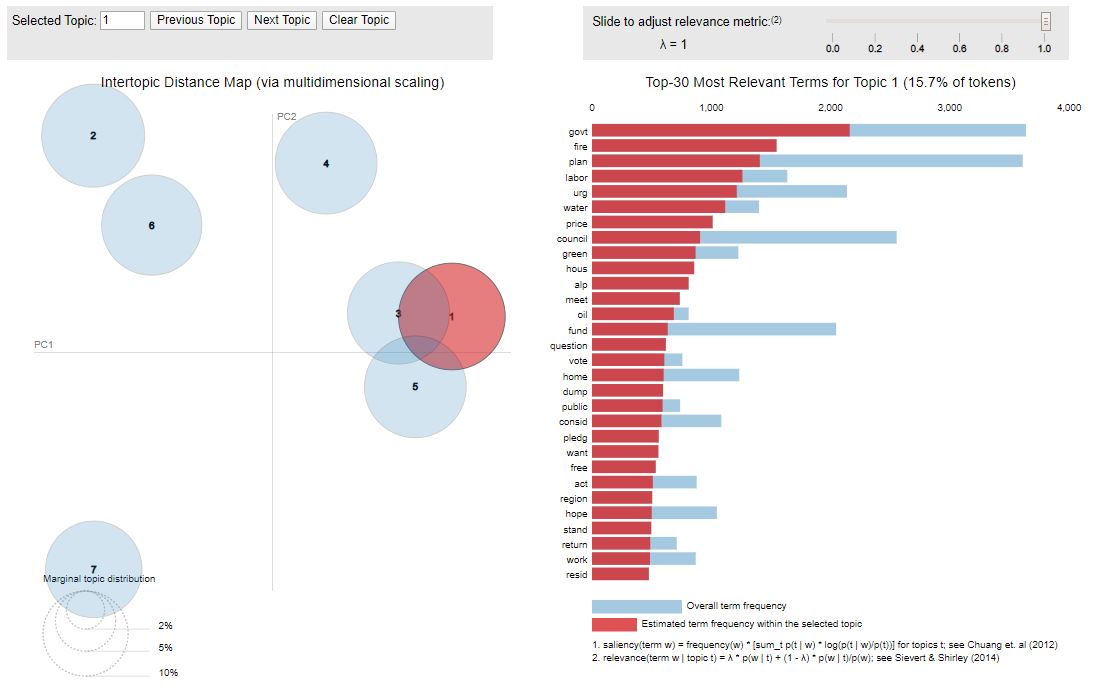 Selected Topic: 1 Previous Topic Next Topic Clear Topic
Slide to adjust relevance metric:(2)
λ = 1
0.0 0.2 0.4 0.6 0.8 1.0
Intertopic Distance Map (via multidimensional scaling)
PC2
PC1
2
4
6
3
1
5
7
Marginal topic distribution
2%
5%
10%
Top-30 Most Relevant Terms for Topic 1 (15.7% of tokens)
0 1,000 2,000 3,000 4,000
govt
fire
plan
labor
urg
water
price
council
green
hous
alp
meet
oil
fund
question
vote
home
dump
public
consid
pledg
want
free
act
region
hope
stand
return
work
resid
Overall term frequency
Estimated term frequency within the selected topic
1. saliency(term w) = frequency(w) * [sum_t p(t | w) * log(p(t | w)/p(t))] for topics t; see Chuang et. al (2012)
2. relevance(term w | topic t) = λ * p(w | t) + (1 - λ) * p(w | t)/p(w); see Sievert & Shirley (2014)